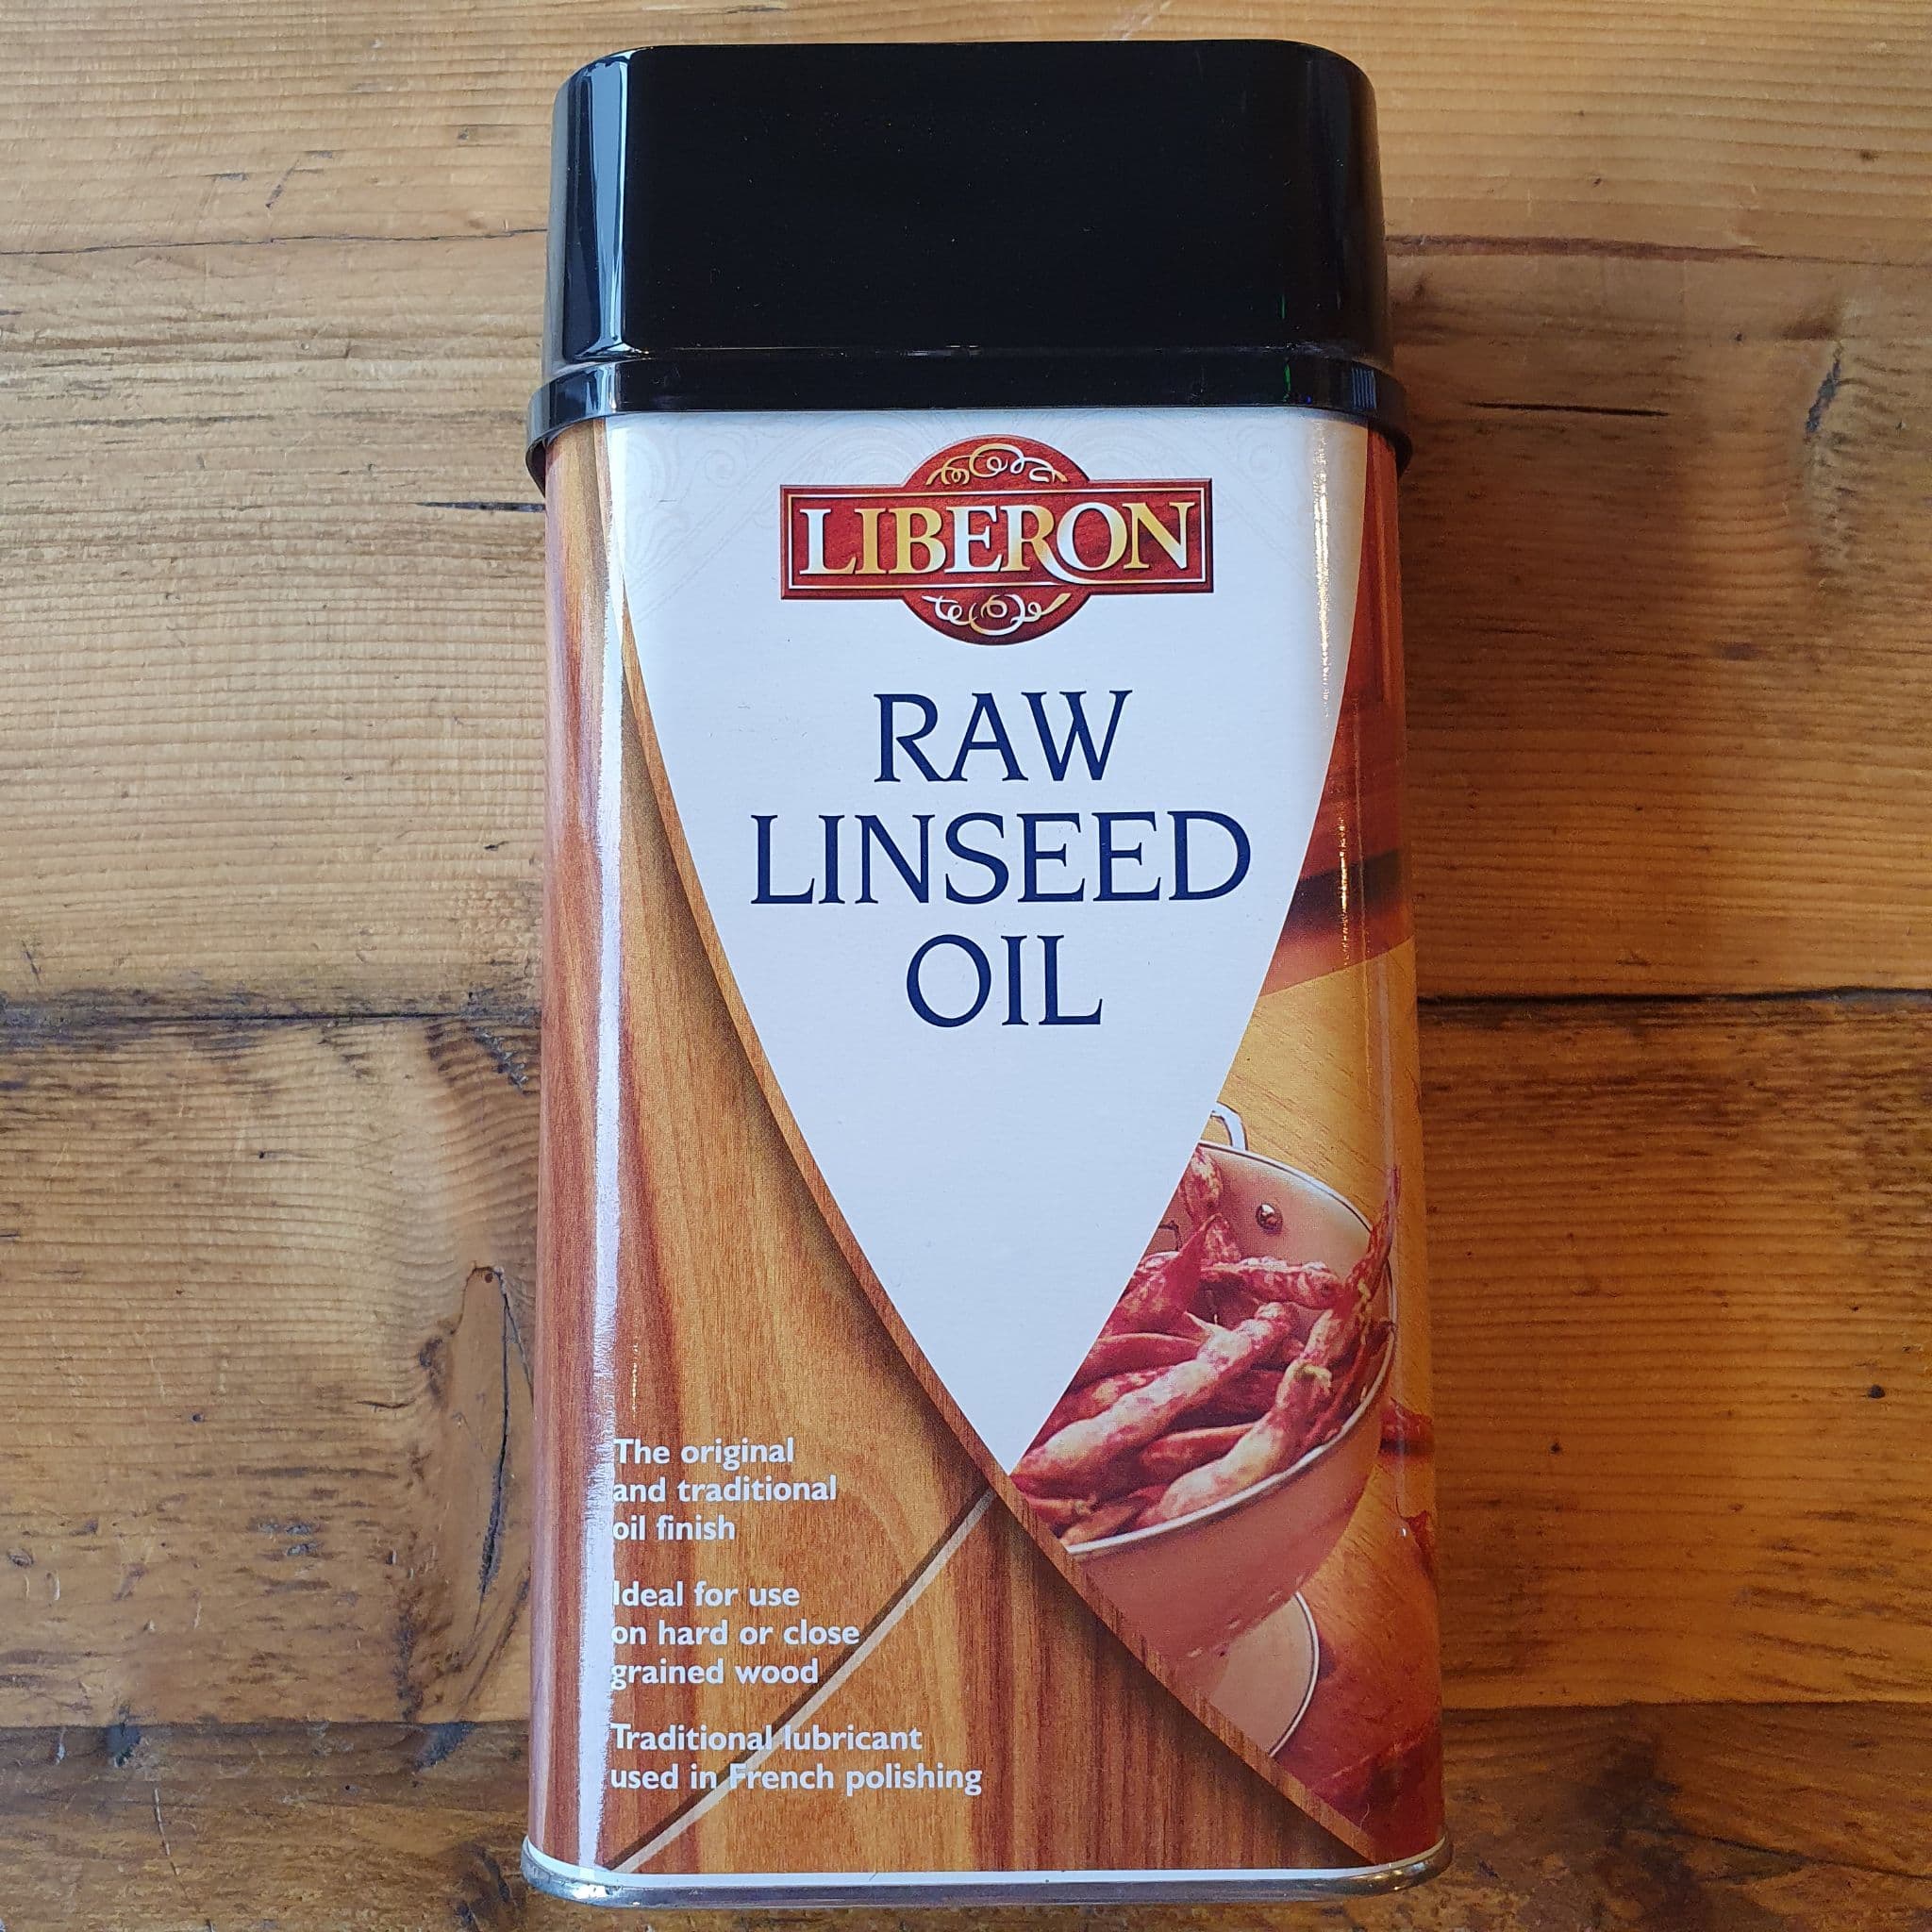 LIBERON
RAW
LINSEED
OIL
The original
and traditional
oil finish
Ideal for use
on hard or close
grained wood
Traditional lubricant
used in French polishing